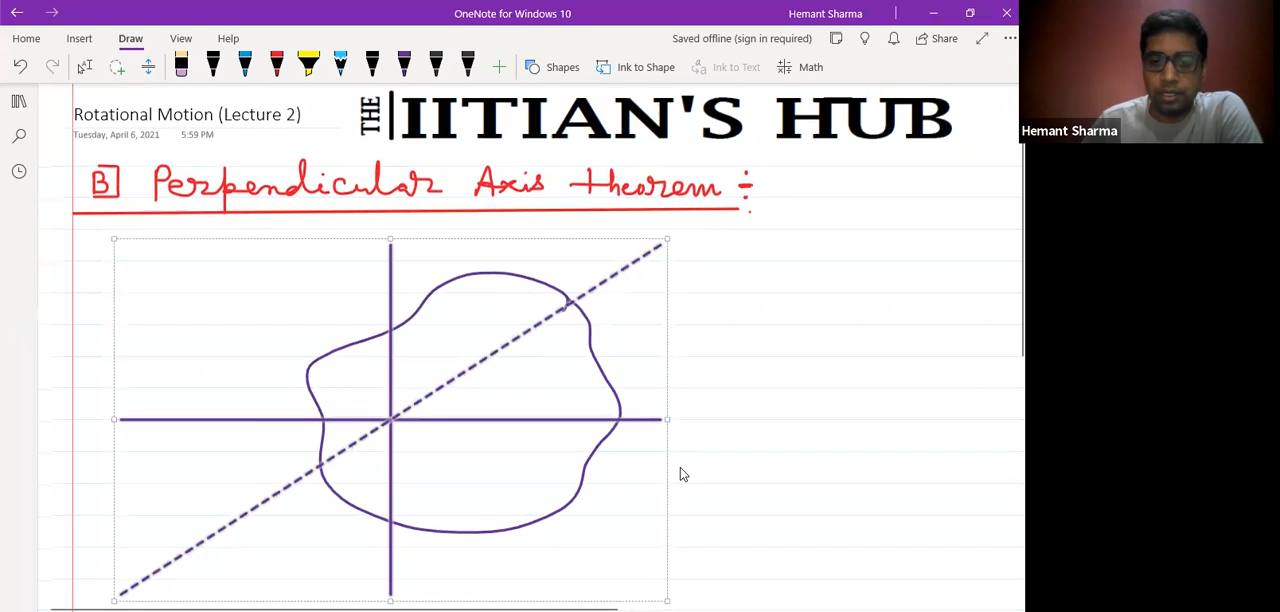 OneNote for Windows 10
Hemant Sharma
Home Insert Draw View Help
Saved offline (sign in required)
Share
Shapes
Ink to Shape
Ink to Text
Math
Hemant Sharma
Rotational Motion (Lecture 2)
Tuesday, April 6, 2021 5:59 PM
THE IITIAN'S HUB
B] Perpendicular Axis theorem :-